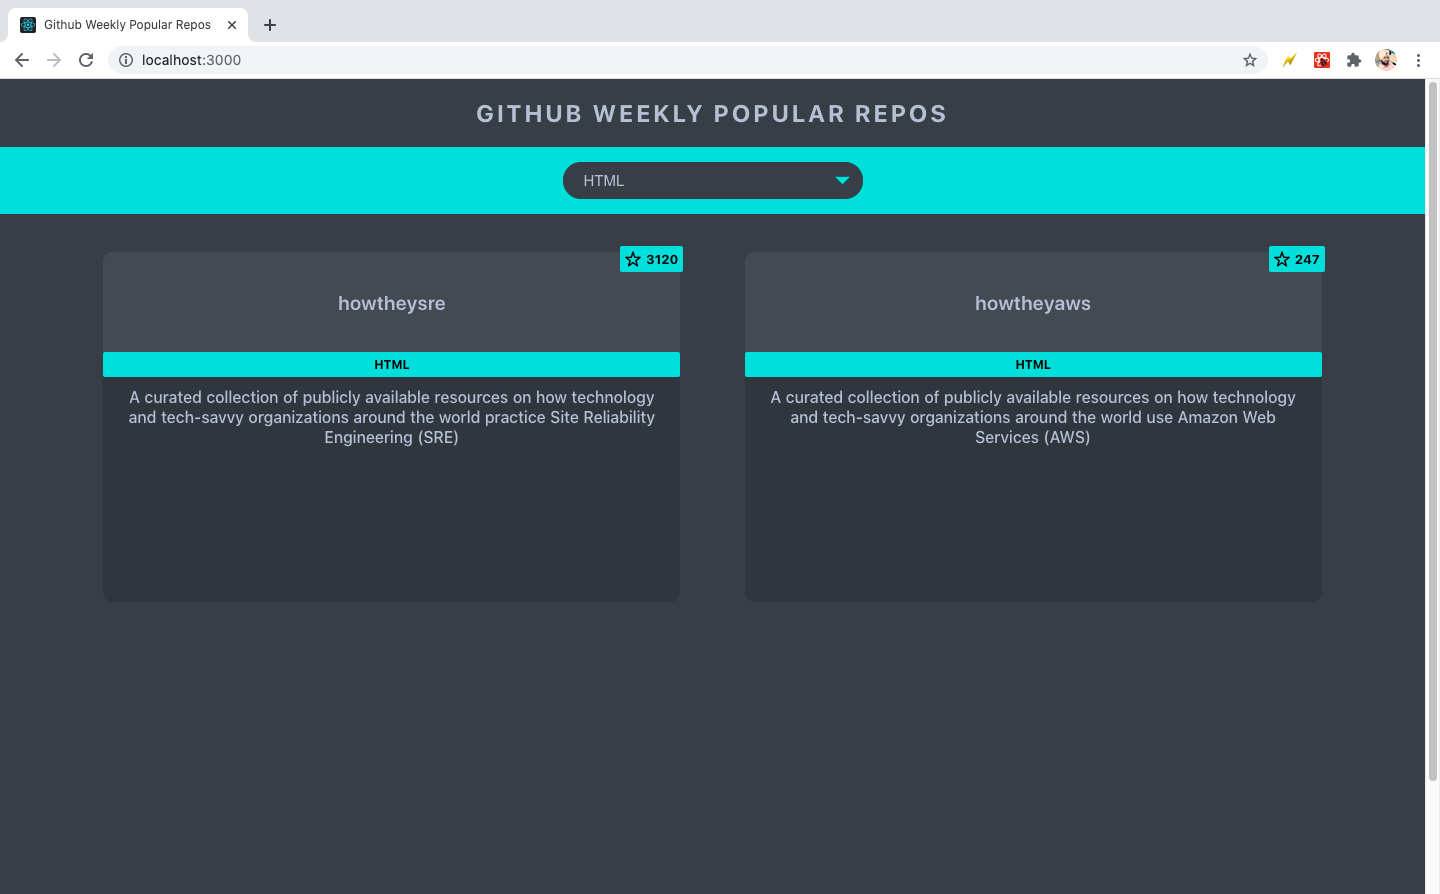 Github Weekly Popular Repos
localhost:3000
GITHUB WEEKLY POPULAR REPOS
HTML
3120
howtheysre
HTML
A curated collection of publicly available resources on how technology
and tech-savvy organizations around the world practice Site Reliability
Engineering (SRE)
247
howtheyaws
HTML
A curated collection of publicly available resources on how technology
and tech-savvy organizations around the world use Amazon Web
Services (AWS)